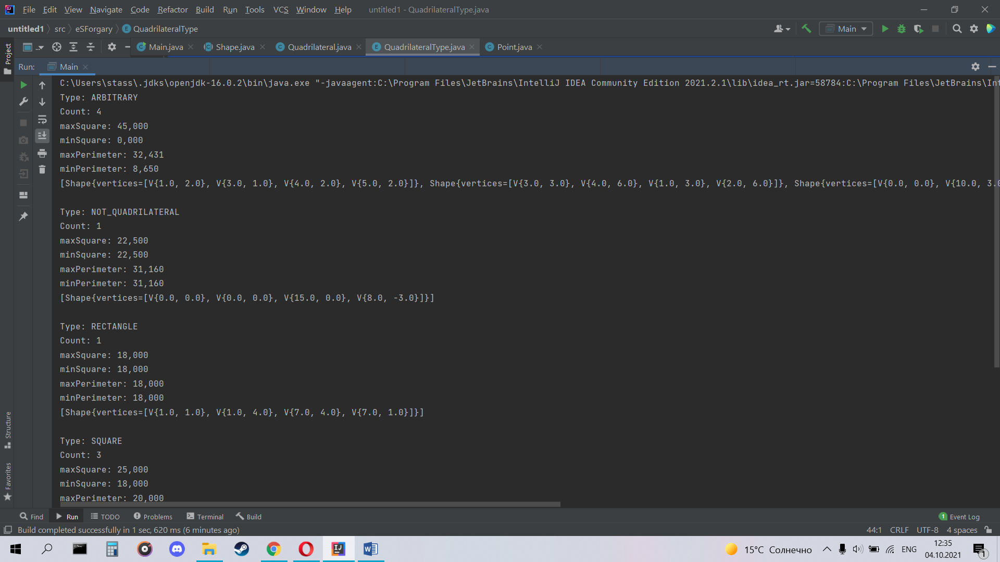 File Edit View Navigate Code Refactor Build Run Tools VCS Window Help untitled1 - QuadrilateralType.java
untitled1 src eSForgary QuadrilateralType Main
Main.java Shape.java Quadrilateral.java QuadrilateralType.java Point.java
Project
Run: Main
C:\Users\stass\.jdks\openjdk-16.0.2\bin\java.exe "-javaagent:C:\Program Files\JetBrains\IntelliJ IDEA Community Edition 2021.2.1\lib\idea_rt.jar=58784:C:\Program Files\JetBrains\Int
Type: ARBITRARY
Count: 4
maxSquare: 45,000
minSquare: 0,000
maxPerimeter: 32,431
minPerimeter: 8,650
[Shape{vertices=[V{1.0, 2.0}, V{3.0, 1.0}, V{4.0, 2.0}, V{5.0, 2.0}]}, Shape{vertices=[V{3.0, 3.0}, V{4.0, 6.0}, V{1.0, 3.0}, V{2.0, 6.0}]}, Shape{vertices=[V{0.0, 0.0}, V{10.0, 3.0
Type: NOT_QUADRILATERAL
Count: 1
maxSquare: 22,500
minSquare: 22,500
maxPerimeter: 31,160
minPerimeter: 31,160
[Shape{vertices=[V{0.0, 0.0}, V{0.0, 0.0}, V{15.0, 0.0}, V{8.0, -3.0}]}]
Type: RECTANGLE
Count: 1
maxSquare: 18,000
minSquare: 18,000
maxPerimeter: 18,000
minPerimeter: 18,000
[Shape{vertices=[V{1.0, 1.0}, V{1.0, 4.0}, V{7.0, 4.0}, V{7.0, 1.0}]}]
Type: SQUARE
Count: 3
maxSquare: 25,000
minSquare: 18,000
maxPerimeter: 20,000
Structure
Favorites
Find Run TODO Problems Terminal Build 1 Event Log
Build completed successfully in 1 sec, 620 ms (6 minutes ago) 44:1 CRLF UTF-8 4 spaces
15°C Солнечно ENG 12:35
04.10.2021 1